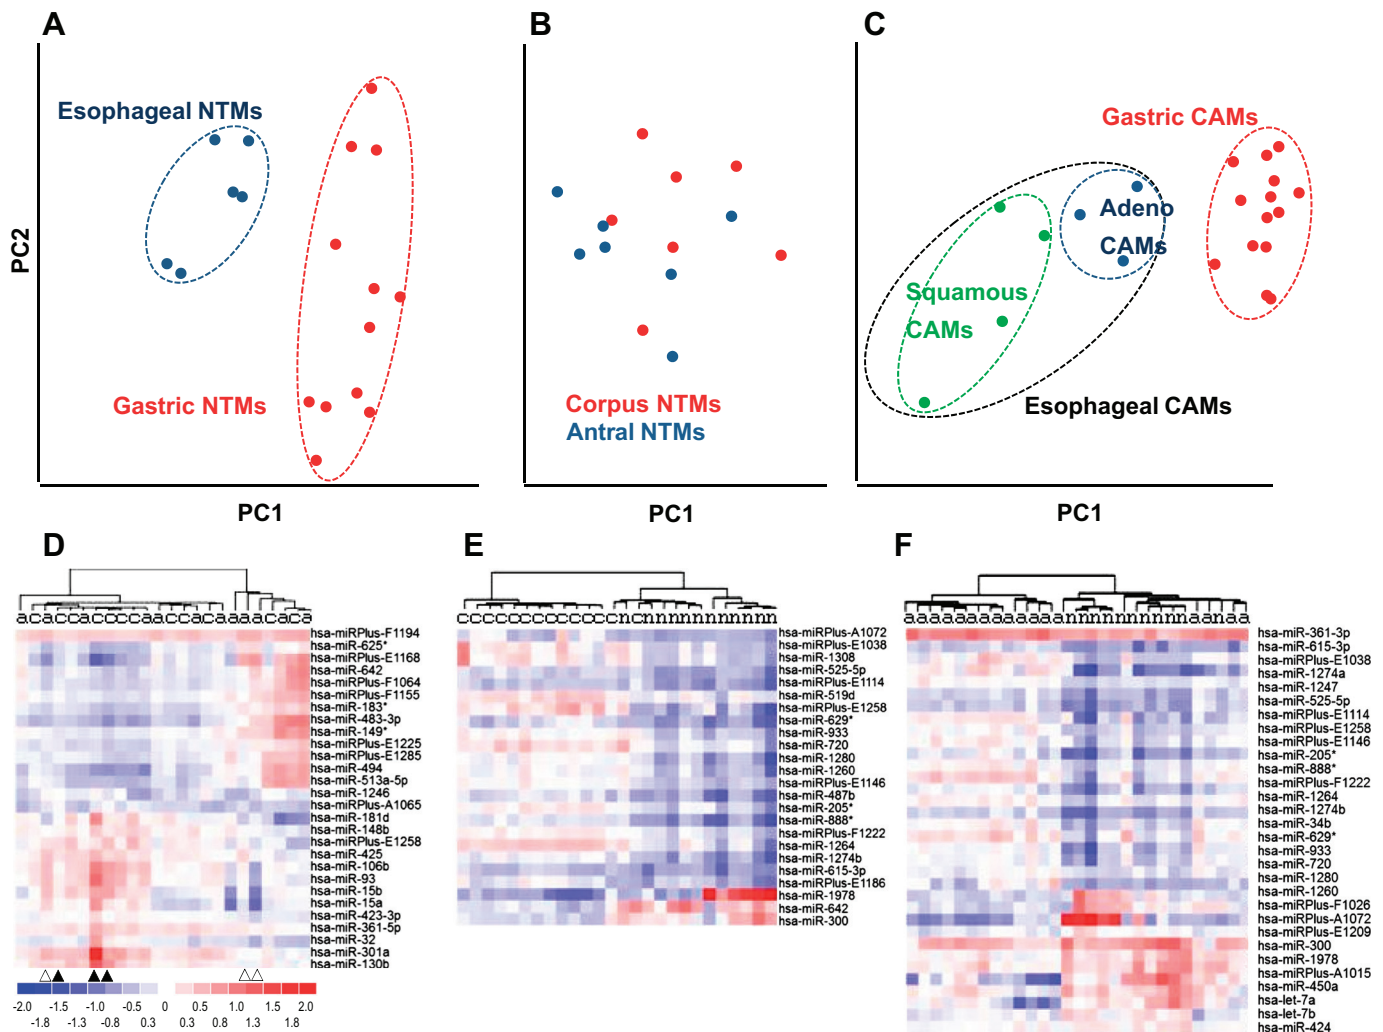 A
B
C
Esophageal NTMs
Gastric NTMs
PC2
PC1
Corpus NTMs
Antral NTMs
PC1
Gastric CAMs
Adeno
CAMs
Squamous
CAMs
Esophageal CAMs
PC1
D
hsa-miRPlus-F1194
hsa-miR-625*
hsa-miRPlus-E1168
hsa-miR-642
hsa-miRPlus-F1064
hsa-miRPlus-F1155
hsa-miR-183*
hsa-miR-483-3p
hsa-miR-149*
hsa-miRPlus-E1225
hsa-miRPlus-E1285
hsa-miR-494
hsa-miR-513a-5p
hsa-miR-1246
hsa-miRPlus-A1065
hsa-miR-181d
hsa-miR-148b
hsa-miRPlus-E1258
hsa-miR-425
hsa-miR-106b
hsa-miR-93
hsa-miR-15b
hsa-miR-15a
hsa-miR-423-3p
hsa-miR-361-5p
hsa-miR-32
hsa-miR-301a
hsa-miR-130b
-2.0 -1.5 -1.0 -0.5 0 0.5 1.0 1.5 2.0
-1.8 -1.3 -0.8 0.3 0.3 0.8 1.3 1.8
E
hsa-miRPlus-A1072
hsa-miRPlus-E1038
hsa-miR-1308
hsa-miR-525-5p
hsa-miRPlus-E1114
hsa-miR-519d
hsa-miRPlus-E1258
hsa-miR-629*
hsa-miR-933
hsa-miR-720
hsa-miR-1280
hsa-miR-1260
hsa-miRPlus-E1146
hsa-miR-487b
hsa-miR-205*
hsa-miR-888*
hsa-miRPlus-F1222
hsa-miR-1264
hsa-miR-1274b
hsa-miR-615-3p
hsa-miRPlus-E1186
hsa-miR-1978
hsa-miR-642
hsa-miR-300
F
hsa-miR-361-3p
hsa-miR-615-3p
hsa-miRPlus-E1038
hsa-miR-1274a
hsa-miR-1247
hsa-miR-525-5p
hsa-miRPlus-E1114
hsa-miRPlus-E1258
hsa-miRPlus-E1146
hsa-miR-205*
hsa-miR-888*
hsa-miRPlus-F1222
hsa-miR-1264
hsa-miR-1274b
hsa-miR-34b
hsa-miR-629*
hsa-miR-933
hsa-miR-720
hsa-miR-1280
hsa-miR-1260
hsa-miRPlus-F1026
hsa-miRPlus-A1072
hsa-miRPlus-E1209
hsa-miR-300
hsa-miR-1978
hsa-miRPlus-A1015
hsa-miR-450a
hsa-let-7a
hsa-let-7b
hsa-miR-424